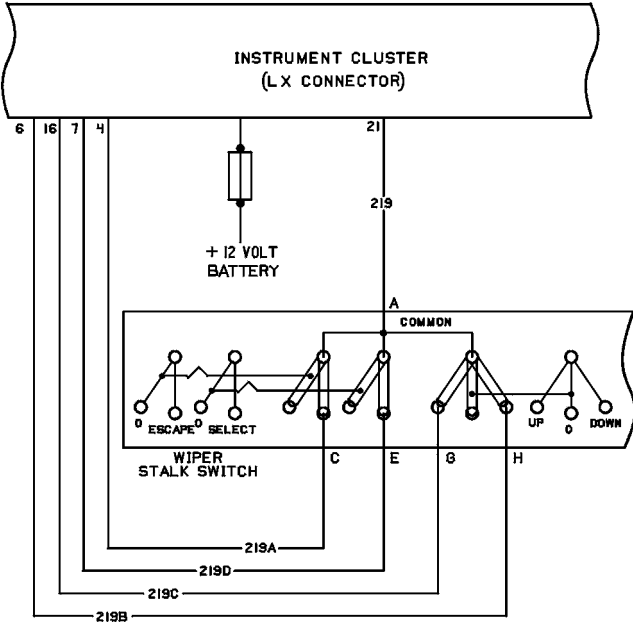 INSTRUMENT CLUSTER
(LX CONNECTOR)
6 16 7 4 21
219
+ 12 VOLT
BATTERY
A
COMMON
0 ESCAPE 0 SELECT UP 0 DOWN
WIPER
STALK SWITCH
C E G H
219A
219D
219C
219B